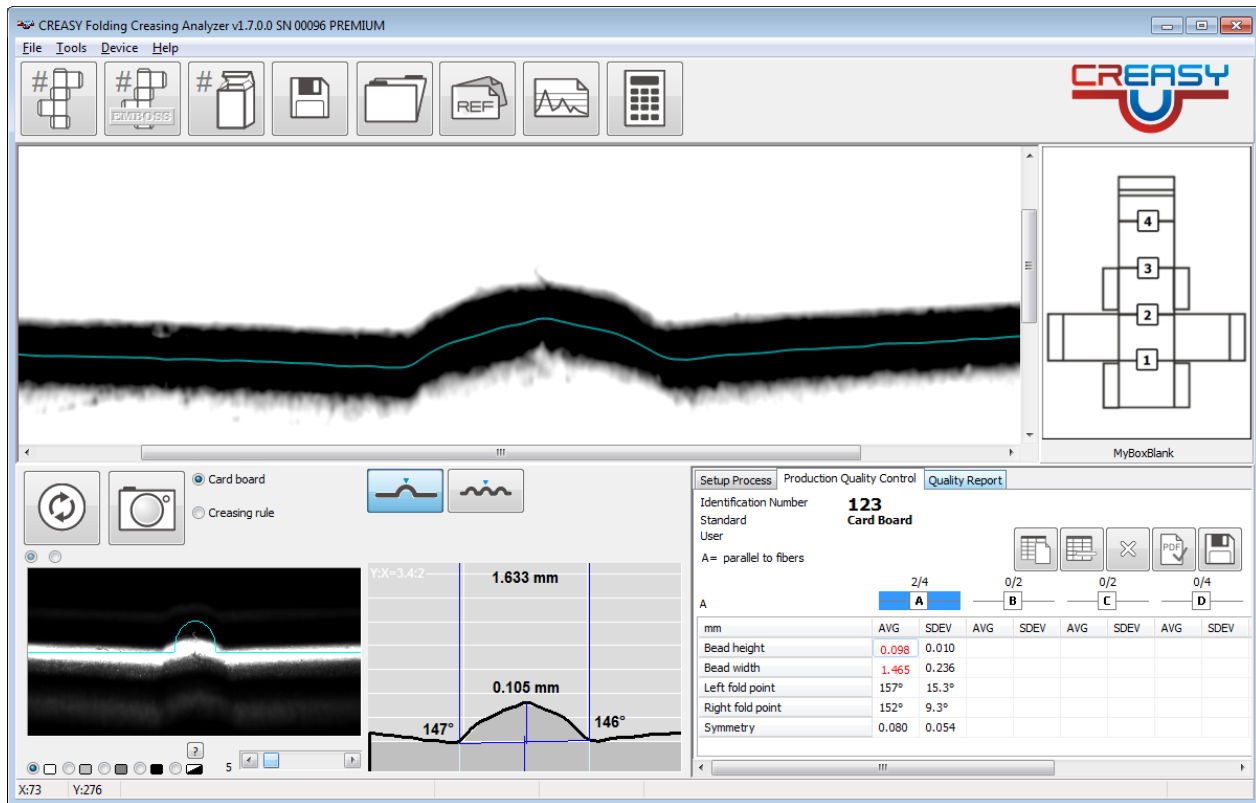 CREASY Folding Creasing Analyzer v1.7.0.0 SN 00096 PREMIUM
File Tools Device Help
#
#
EMBOSS
#
REF
CREASY
4
3
2
1
MyBoxBlank
Card board
Creasing rule
Y:X=3.4:2
1.633 mm
0.105 mm
147°
146°
?
5
Setup Process Production Quality Control Quality Report
Identification Number 123
Standard Card Board
User
A= parallel to fibers
PDF
2/4 0/2 0/2 0/4
A A B C D
mm AVG SDEV AVG SDEV AVG SDEV AVG SDEV
Bead height 0.098 0.010
Bead width 1.465 0.236
Left fold point 157° 15.3°
Right fold point 152° 9.3°
Symmetry 0.080 0.054
X:73 Y:276